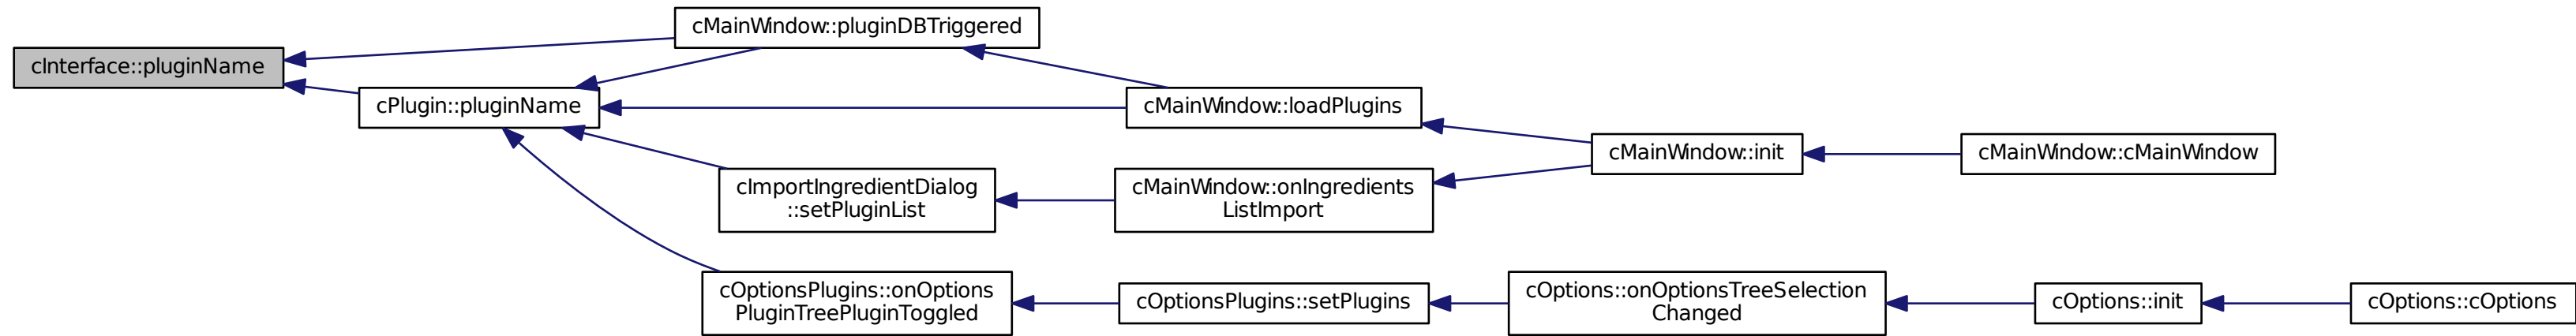 cInterface::pluginName
cMainWindow::pluginDBTriggered
cPlugin::pluginName
cMainWindow::loadPlugins
cImportIngredientDialog
::setPluginList
cMainWindow::onIngredients
ListImport
cMainWindow::init
cMainWindow::cMainWindow
cOptionsPlugins::onOptions
PluginTreePluginToggled
cOptionsPlugins::setPlugins
cOptions::onOptionsTreeSelection
Changed
cOptions::init
cOptions::cOptions